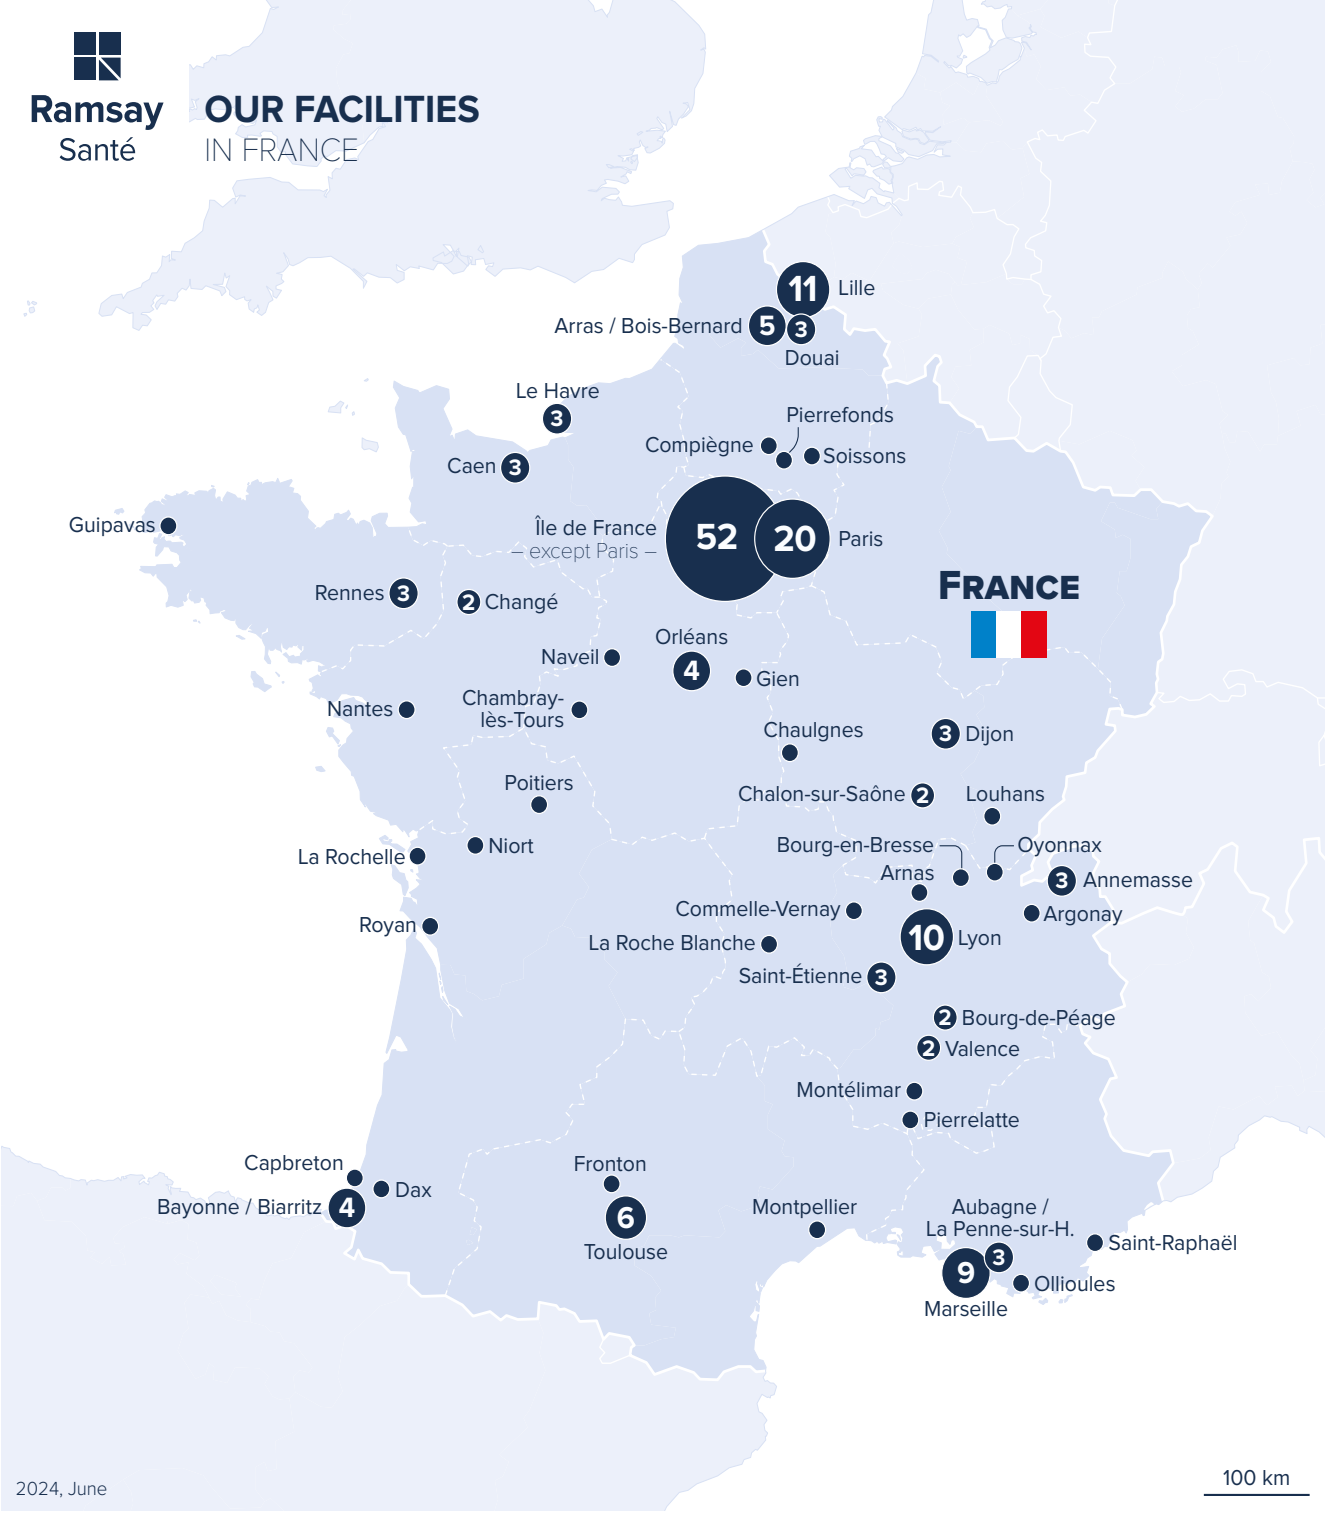 Ramsay
Santé
OUR FACILITIES
IN FRANCE
11 Lille
Arras / Bois-Bernard 5 3
Douai
Le Havre
3
Pierrefonds
Compiègne
Soissons
Caen 3
Guipavas
Île de France
– except Paris –
52
20 Paris
FRANCE
Rennes 3
2 Changé
Orléans
4
Naveil
Gien
Nantes
Chambray-
lès-Tours
Chaulgnes
3 Dijon
Poitiers
Chalon-sur-Saône 2
Louhans
Niort
La Rochelle
Bourg-en-Bresse
Oyonnax
Arnas
3 Annemasse
Commelle-Vernay
Argonay
Royan
10 Lyon
La Roche Blanche
Saint-Étienne 3
2 Bourg-de-Péage
2 Valence
Montélimar
Pierrelatte
Capbreton
Dax
Bayonne / Biarritz 4
Fronton
6
Toulouse
Montpellier
Aubagne /
La Penne-sur-H.
3
Saint-Raphaël
9
Marseille
Ollioules
2024, June
100 km